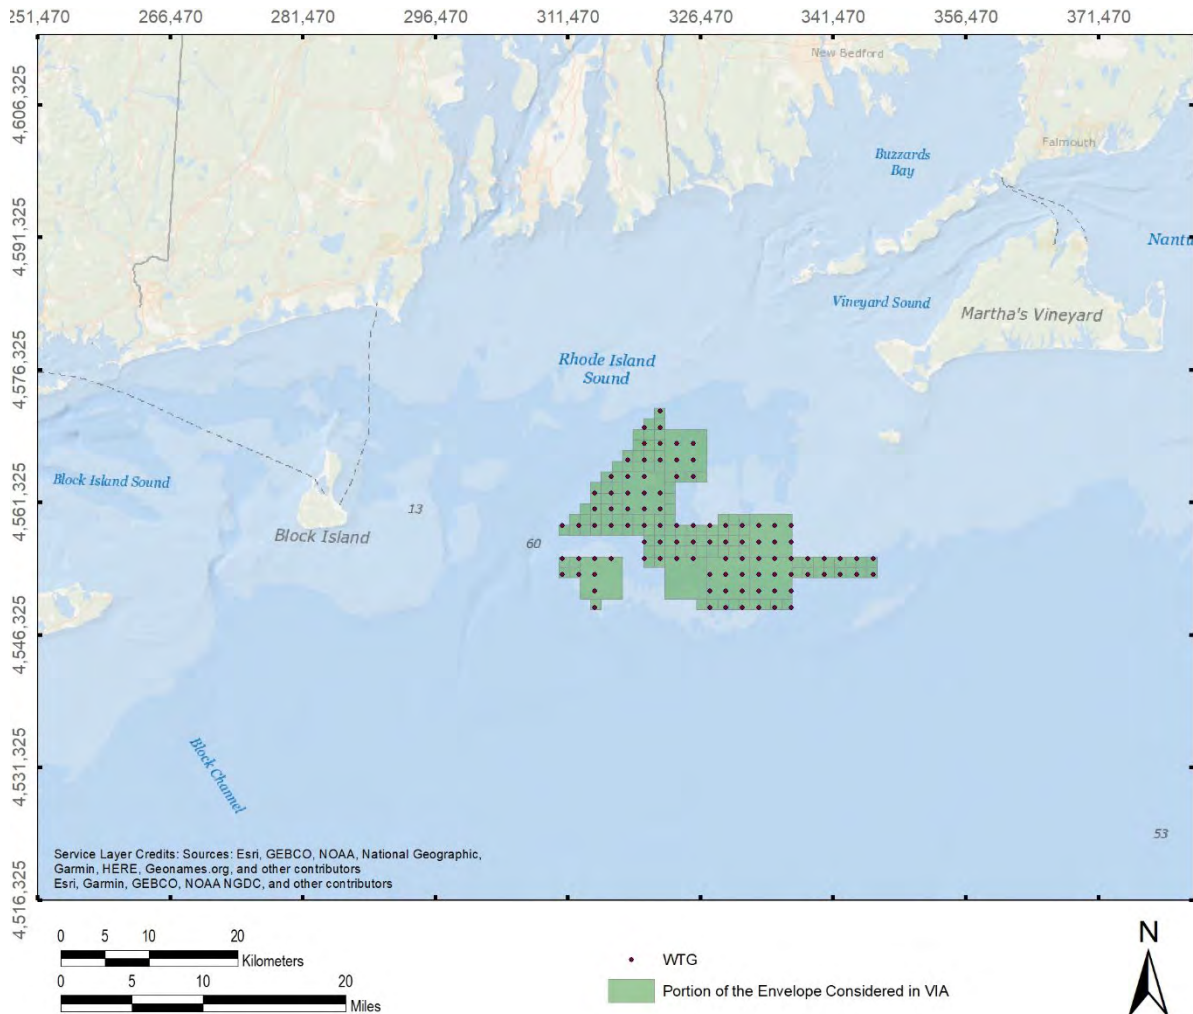 251,470 266,470 281,470 296,470 311,470 326,470 341,470 356,470 371,470
4,606,325
4,591,325
4,576,325
4,561,325
4,546,325
4,531,325
4,516,325
New Bedford
Falmouth
Buzzards
Bay
Nantu
Vineyard Sound
Martha's Vineyard
Rhode Island
Sound
Block Island Sound
13
Block Island
60
Block Channel
53
Service Layer Credits: Sources: Esri, GEBCO, NOAA, National Geographic,
Garmin, HERE, Geonames.org, and other contributors
Esri, Garmin, GEBCO, NOAA NGDC, and other contributors
0 5 10 20
Kilometers
0 5 10 20
Miles
WTG
Portion of the Envelope Considered in VIA
N